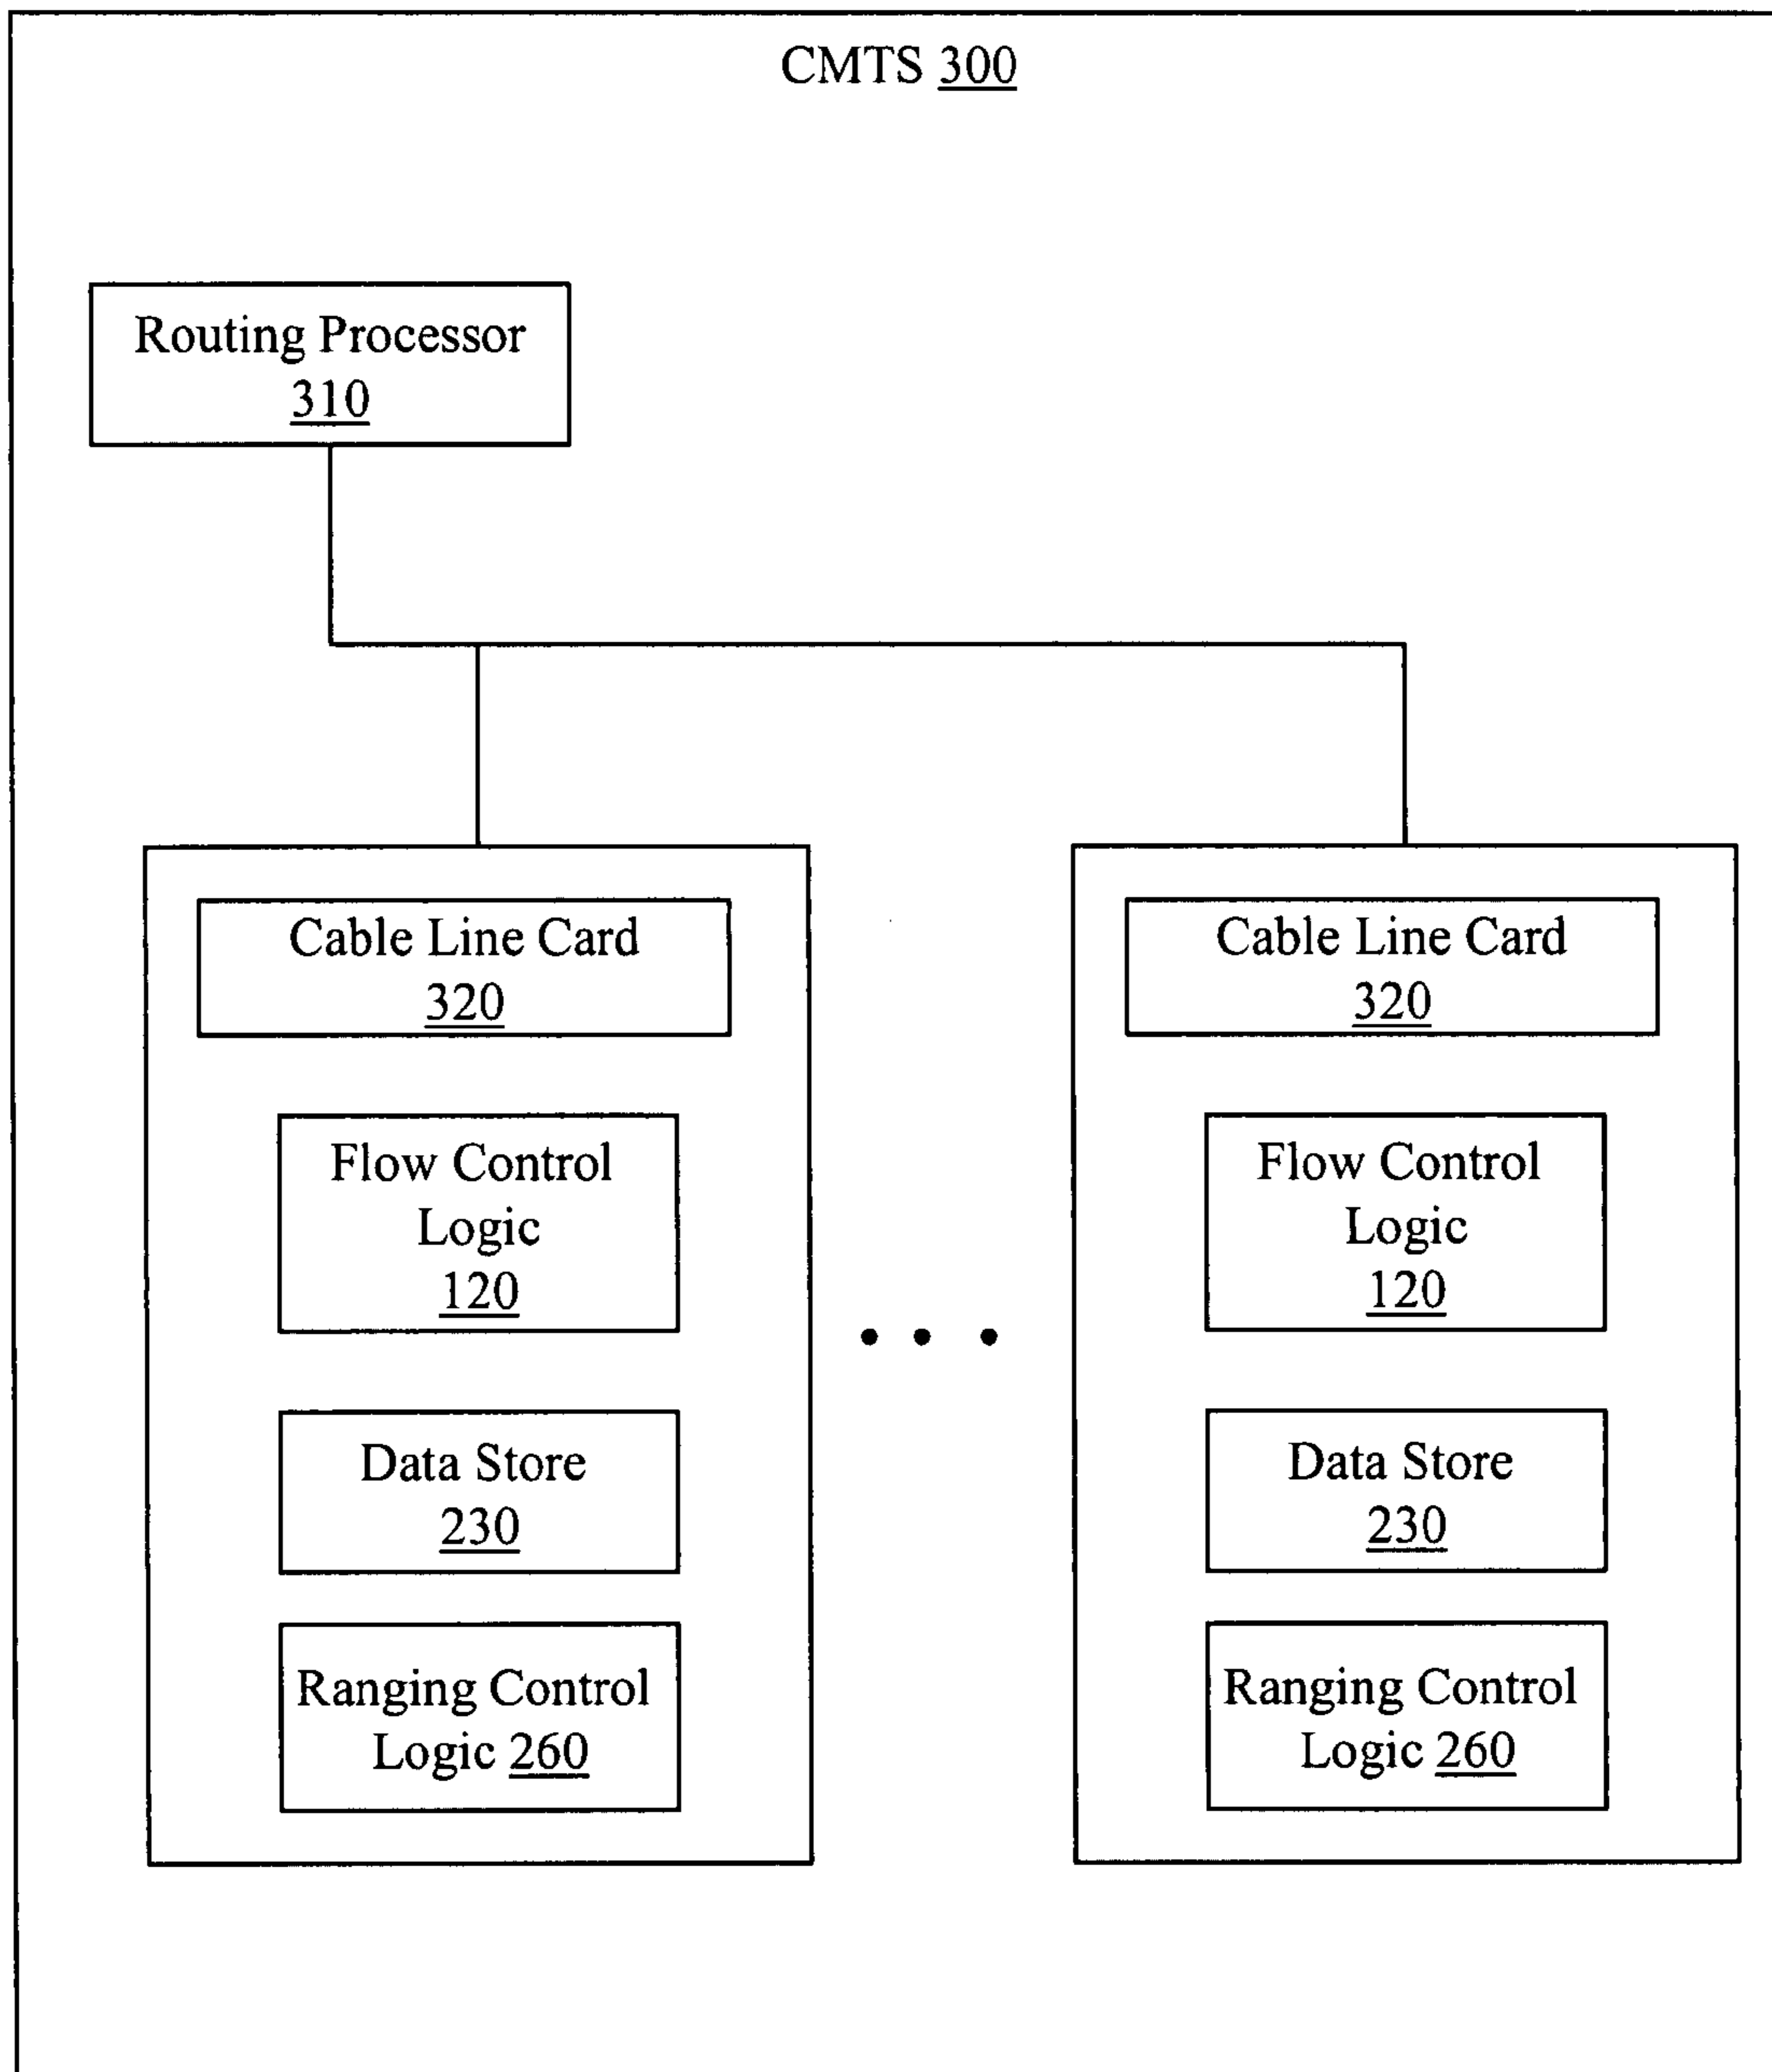 CMTS 300
Routing Processor
310
Cable Line Card
320
Flow Control
Logic
120
Data Store
230
Ranging Control
Logic 260
Cable Line Card
320
Flow Control
Logic
120
Data Store
230
Ranging Control
Logic 260